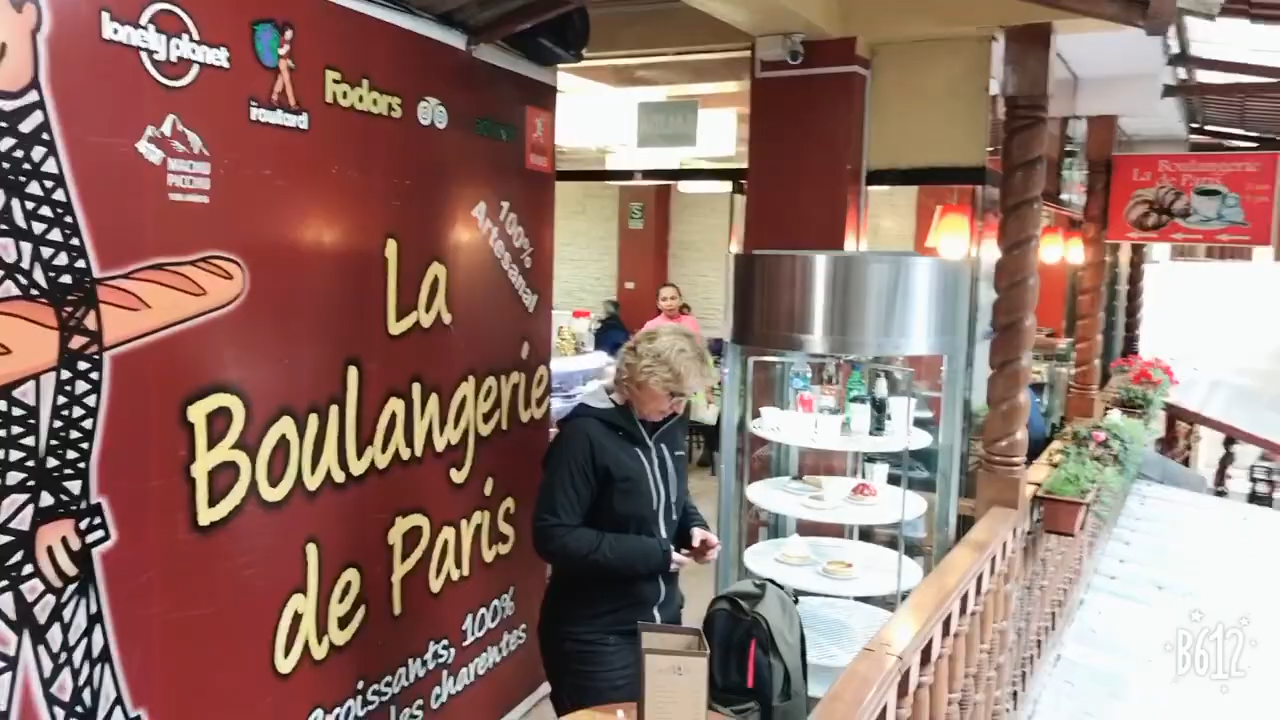 lonely planet
Routard
Fodors
MACHU
PICCHU
100%
Artesanal
La
Boulangerie
de Paris
croissants, 100%
les charentes
S
Boulangerie
La de Paris
B612